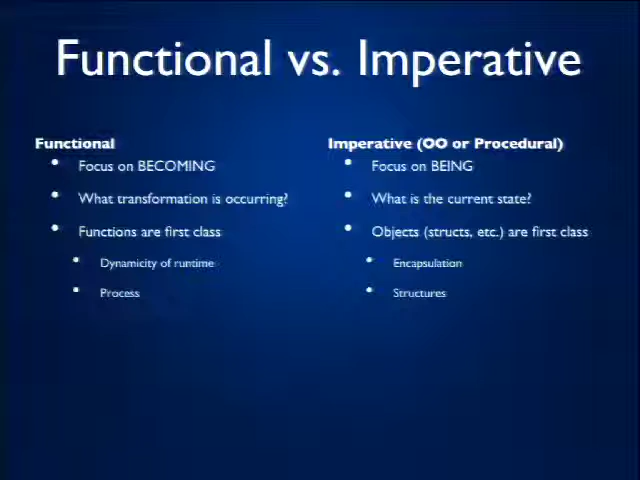 Functional vs. Imperative
Functional
Focus on BECOMING
What transformation is occurring?
Functions are first class
Dynamicity of runtime
Process
Imperative (OO or Procedural)
Focus on BEING
What is the current state?
Objects (structs, etc.) are first class
Encapsulation
Structures